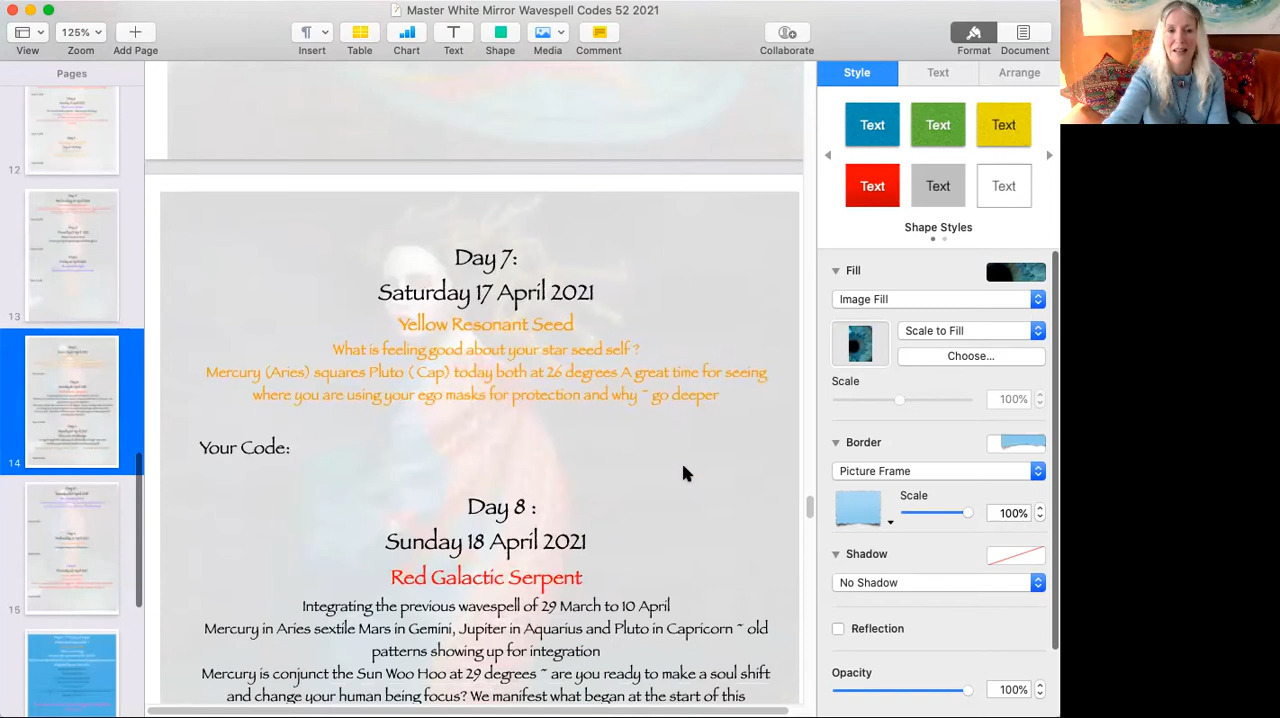 Master White Mirror Wavespell Codes 52 2021
125%
View
Zoom
Add Page
Insert
Table
Chart
Text
Shape
Media
Comment
Collaborate
Format
Document
Pages
12
13
14
15
Day 7:
Saturday 17 April 2021
Yellow Resonant Seed
What is feeling good about your star seed self ?
Mercury (Aries) squares Pluto ( Cap) today both at 26 degrees A great time for seeing
where you are using your ego masks for protection and why ~ go deeper
Your Code:
Day 8 :
Sunday 18 April 2021
Red Galactic Serpent
Integrating the previous wavespell of 29 March to 10 April
Mercury in Aries sextile Mars in Gemini, Jupiter in Aquarius and Pluto in Capricorn ~ old
patterns showing up for integration
Mercury is conjunct the Sun Woo Hoo at 29 degrees ~ are you ready to make a soul shift
and change your human being focus? We manifest what began at the start of this
Style
Text
Arrange
Text
Text
Text
Text
Text
Text
Shape Styles
Fill
Image Fill
Scale to Fill
Choose...
Scale
100%
Border
Picture Frame
Scale
100%
Shadow
No Shadow
Reflection
Opacity
100%